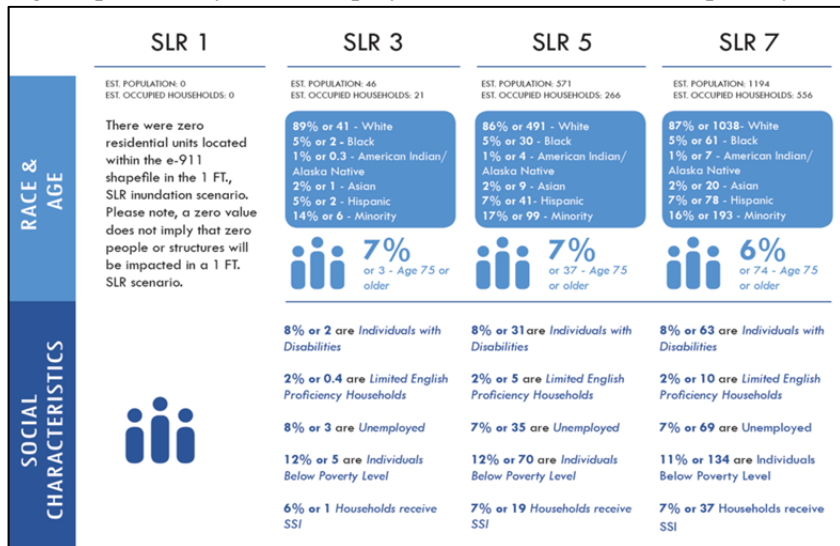 SLR 1
SLR 3
SLR 5
SLR 7
RACE &
AGE
EST. POPULATION: 0
EST. OCCUPIED HOUSEHOLDS: 0
There were zero
residential units located
within the e-911
shapefile in the 1 FT.,
SLR inundation scenario.
Please note, a zero value
does not imply that zero
people or structures will
be impacted in a 1 FT.
SLR scenario.
EST. POPULATION: 46
EST. OCCUPIED HOUSEHOLDS: 21
89% or 41 - White
5% or 2 - Black
1% or 0.3 - American Indian/
Alaska Native
2% or 1 - Asian
5% or 2 - Hispanic
14% or 6 - Minority
7%
or 3 - Age 75 or
older
EST. POPULATION: 571
EST. OCCUPIED HOUSEHOLDS: 266
86% or 491 - White
5% or 30 - Black
1% or 4 - American Indian/
Alaska Native
2% or 9 - Asian
7% or 41- Hispanic
17% or 99 - Minority
7%
or 37 - Age 75
or older
EST. POPULATION: 1194
EST. OCCUPIED HOUSEHOLDS: 556
87% or 1038- White
5% or 61 - Black
1% or 7 - American Indian/
Alaska Native
2% or 20 - Asian
7% or 78 - Hispanic
16% or 193 - Minority
6%
or 74 - Age 75
or older
SOCIAL
CHARACTERISTICS
8% or 2 are Individuals with
Disabilities
2% or 0.4 are Limited English
Proficiency Households
8% or 3 are Unemployed
12% or 5 are Individuals
Below Poverty Level
6% or 1 Households receive
SSI
8% or 31are Individuals with
Disabilities
2% or 5 are Limited English
Proficiency Households
7% or 35 are Unemployed
12% or 70 are Individuals
Below Poverty Level
7% or 19 Households receive
SSI
8% or 63 are Individuals with
Disabilities
2% or 10 are Limited English
Proficiency Households
7% or 69 are Unemployed
11% or 134 are Individuals
Below Poverty Level
7% or 37 Households receive
SSI